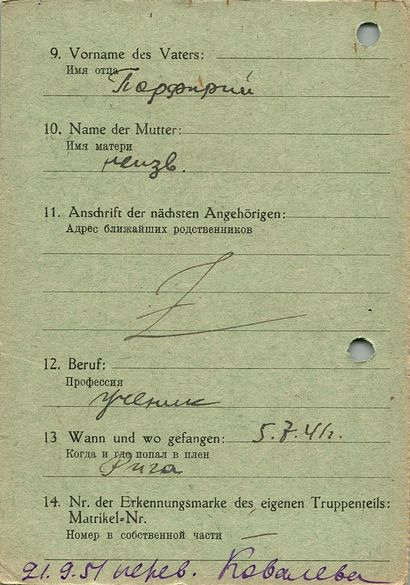 9. Vorname des Vaters:
Имя отца
Порфирий
10. Name der Mutter:
Имя матери
неизв.
11. Anschrift der nächsten Angehörigen:
Адрес ближайших родственников
Z
12. Beruf:
Профессия
ученик
13 Wann und wo gefangen: 5.7.41г.
Когда и где попал в плен
Рига
14. Nr. der Erkennungsmarke des eigenen Truppenteils:
Matrikel-Nr.
Номер в собственной части —
21.9.51 перев. Ковалева